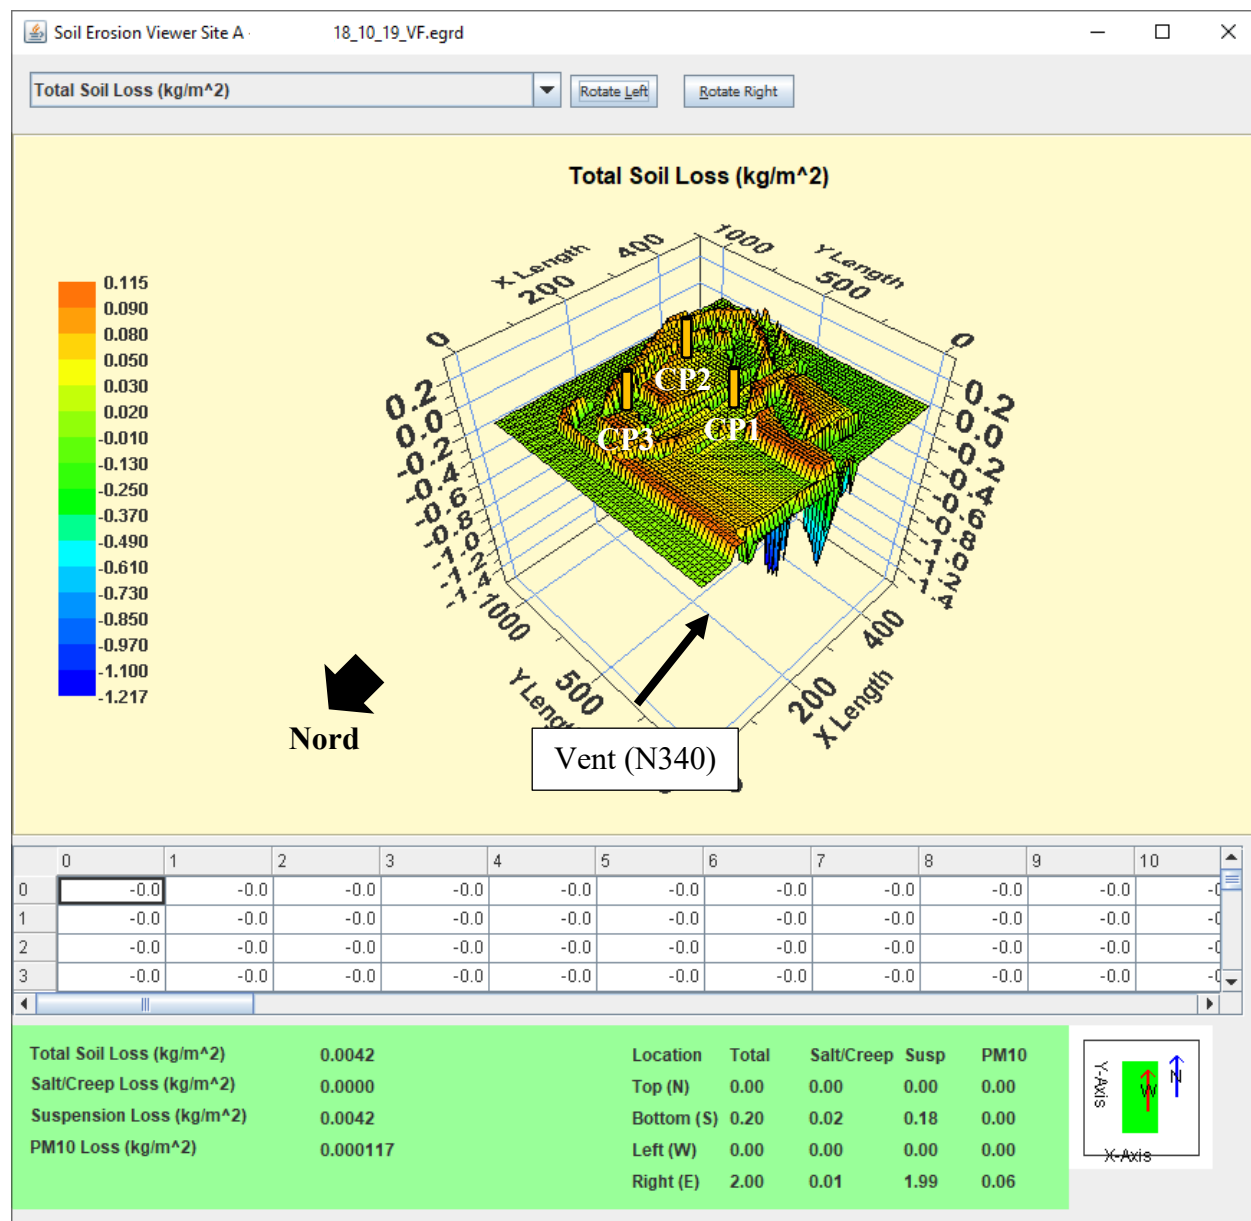 Soil Erosion Viewer Site A - 18_10_19_VF.egrd
Total Soil Loss (kg/m^2) Rotate Left Rotate Right
Total Soil Loss (kg/m^2)
0.115
0.090
0.080
0.050
0.030
0.020
-0.010
-0.130
-0.250
-0.370
-0.490
-0.610
-0.730
-0.850
-0.970
-1.100
-1.217
X Length
0 200 400
Y Length
1000 500 0
0.2
0.0
-0.2
-0.4
-0.6
-0.8
-1.0
-1.2
-1.4
0.2
0.0
-0.2
-0.4
-0.6
-0.8
-1.0
-1.2
-1.4
CP2
CP3
CP1
1000 500
Y Length
200 400
X Length
Nord
Vent (N340)
0 1 2 3 4 5 6 7 8 9 10
0 -0.0 -0.0 -0.0 -0.0 -0.0 -0.0 -0.0 -0.0 -0.0 -0.0
1 -0.0 -0.0 -0.0 -0.0 -0.0 -0.0 -0.0 -0.0 -0.0 -0.0
2 -0.0 -0.0 -0.0 -0.0 -0.0 -0.0 -0.0 -0.0 -0.0 -0.0
3 -0.0 -0.0 -0.0 -0.0 -0.0 -0.0 -0.0 -0.0 -0.0 -0.0
Total Soil Loss (kg/m^2) 0.0042
Salt/Creep Loss (kg/m^2) 0.0000
Suspension Loss (kg/m^2) 0.0042
PM10 Loss (kg/m^2) 0.000117
Location Total Salt/Creep Susp PM10
Top (N) 0.00 0.00 0.00 0.00
Bottom (S) 0.20 0.02 0.18 0.00
Left (W) 0.00 0.00 0.00 0.00
Right (E) 2.00 0.01 1.99 0.06
Y-Axis
W
N
X-Axis